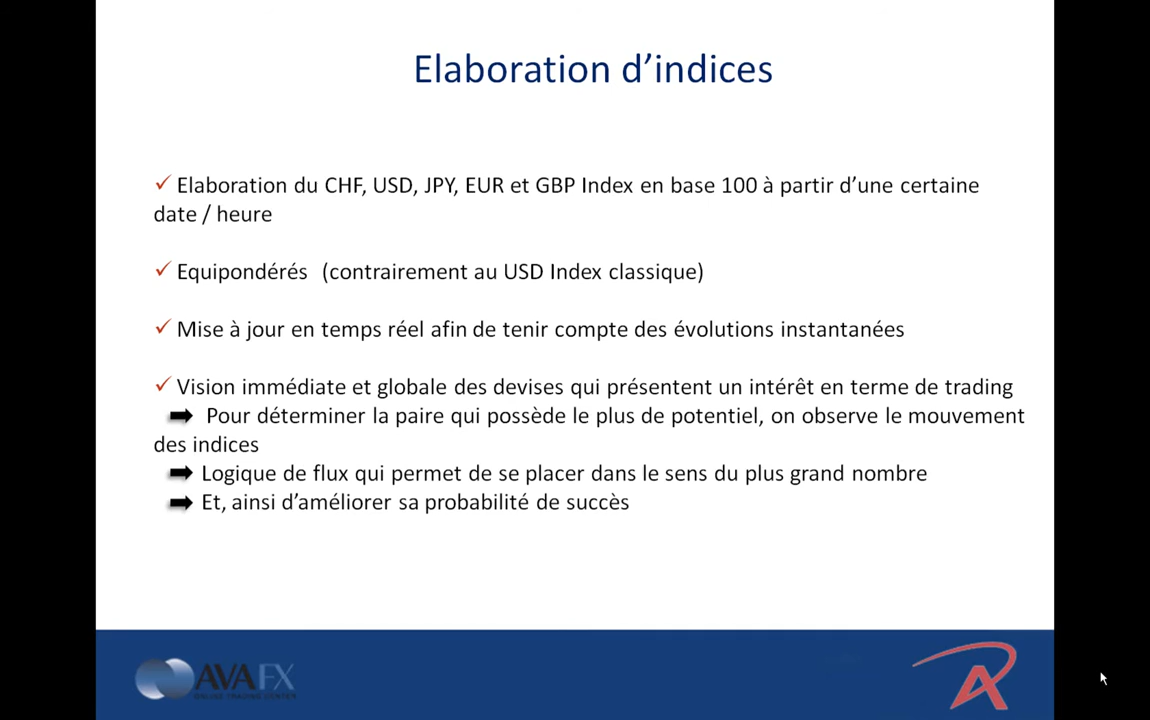 Elaboration d’indices
✓ Elaboration du CHF, USD, JPY, EUR et GBP Index en base 100 à partir d’une certaine
date / heure
✓ Equipondérés (contrairement au USD Index classique)
✓ Mise à jour en temps réel afin de tenir compte des évolutions instantanées
✓ Vision immédiate et globale des devises qui présentent un intérêt en terme de trading
➡ Pour déterminer la paire qui possède le plus de potentiel, on observe le mouvement
des indices
➡ Logique de flux qui permet de se placer dans le sens du plus grand nombre
➡ Et, ainsi d’améliorer sa probabilité de succès
AVAFX
ONLINE TRADING CENTER